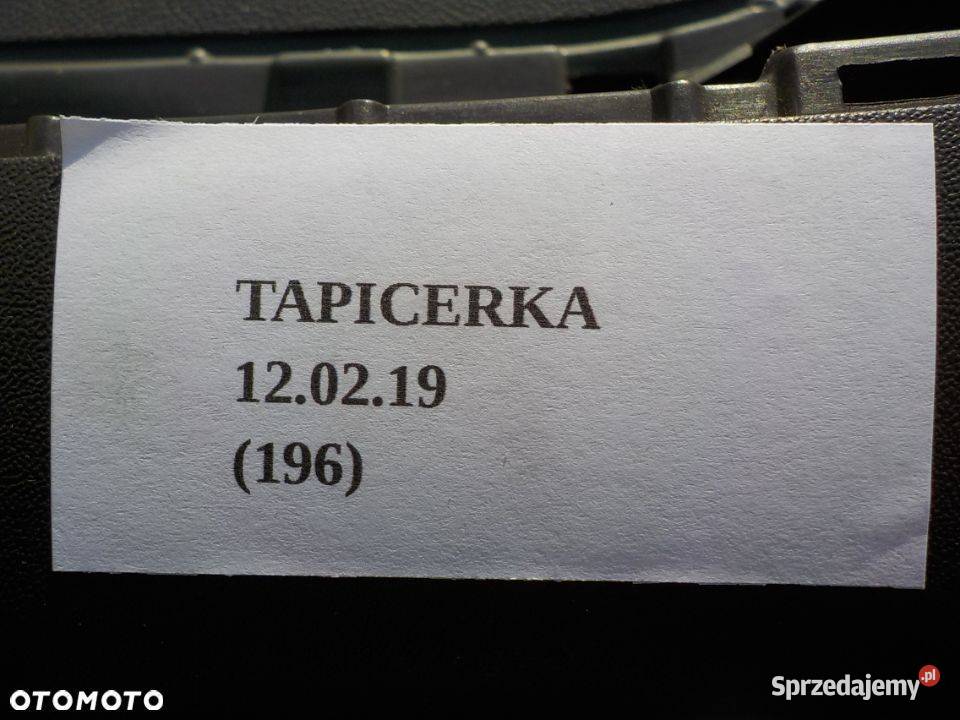 TAPICERKA
12.02.19
(196)
OTOMOTO
Sprzedajemy.pl